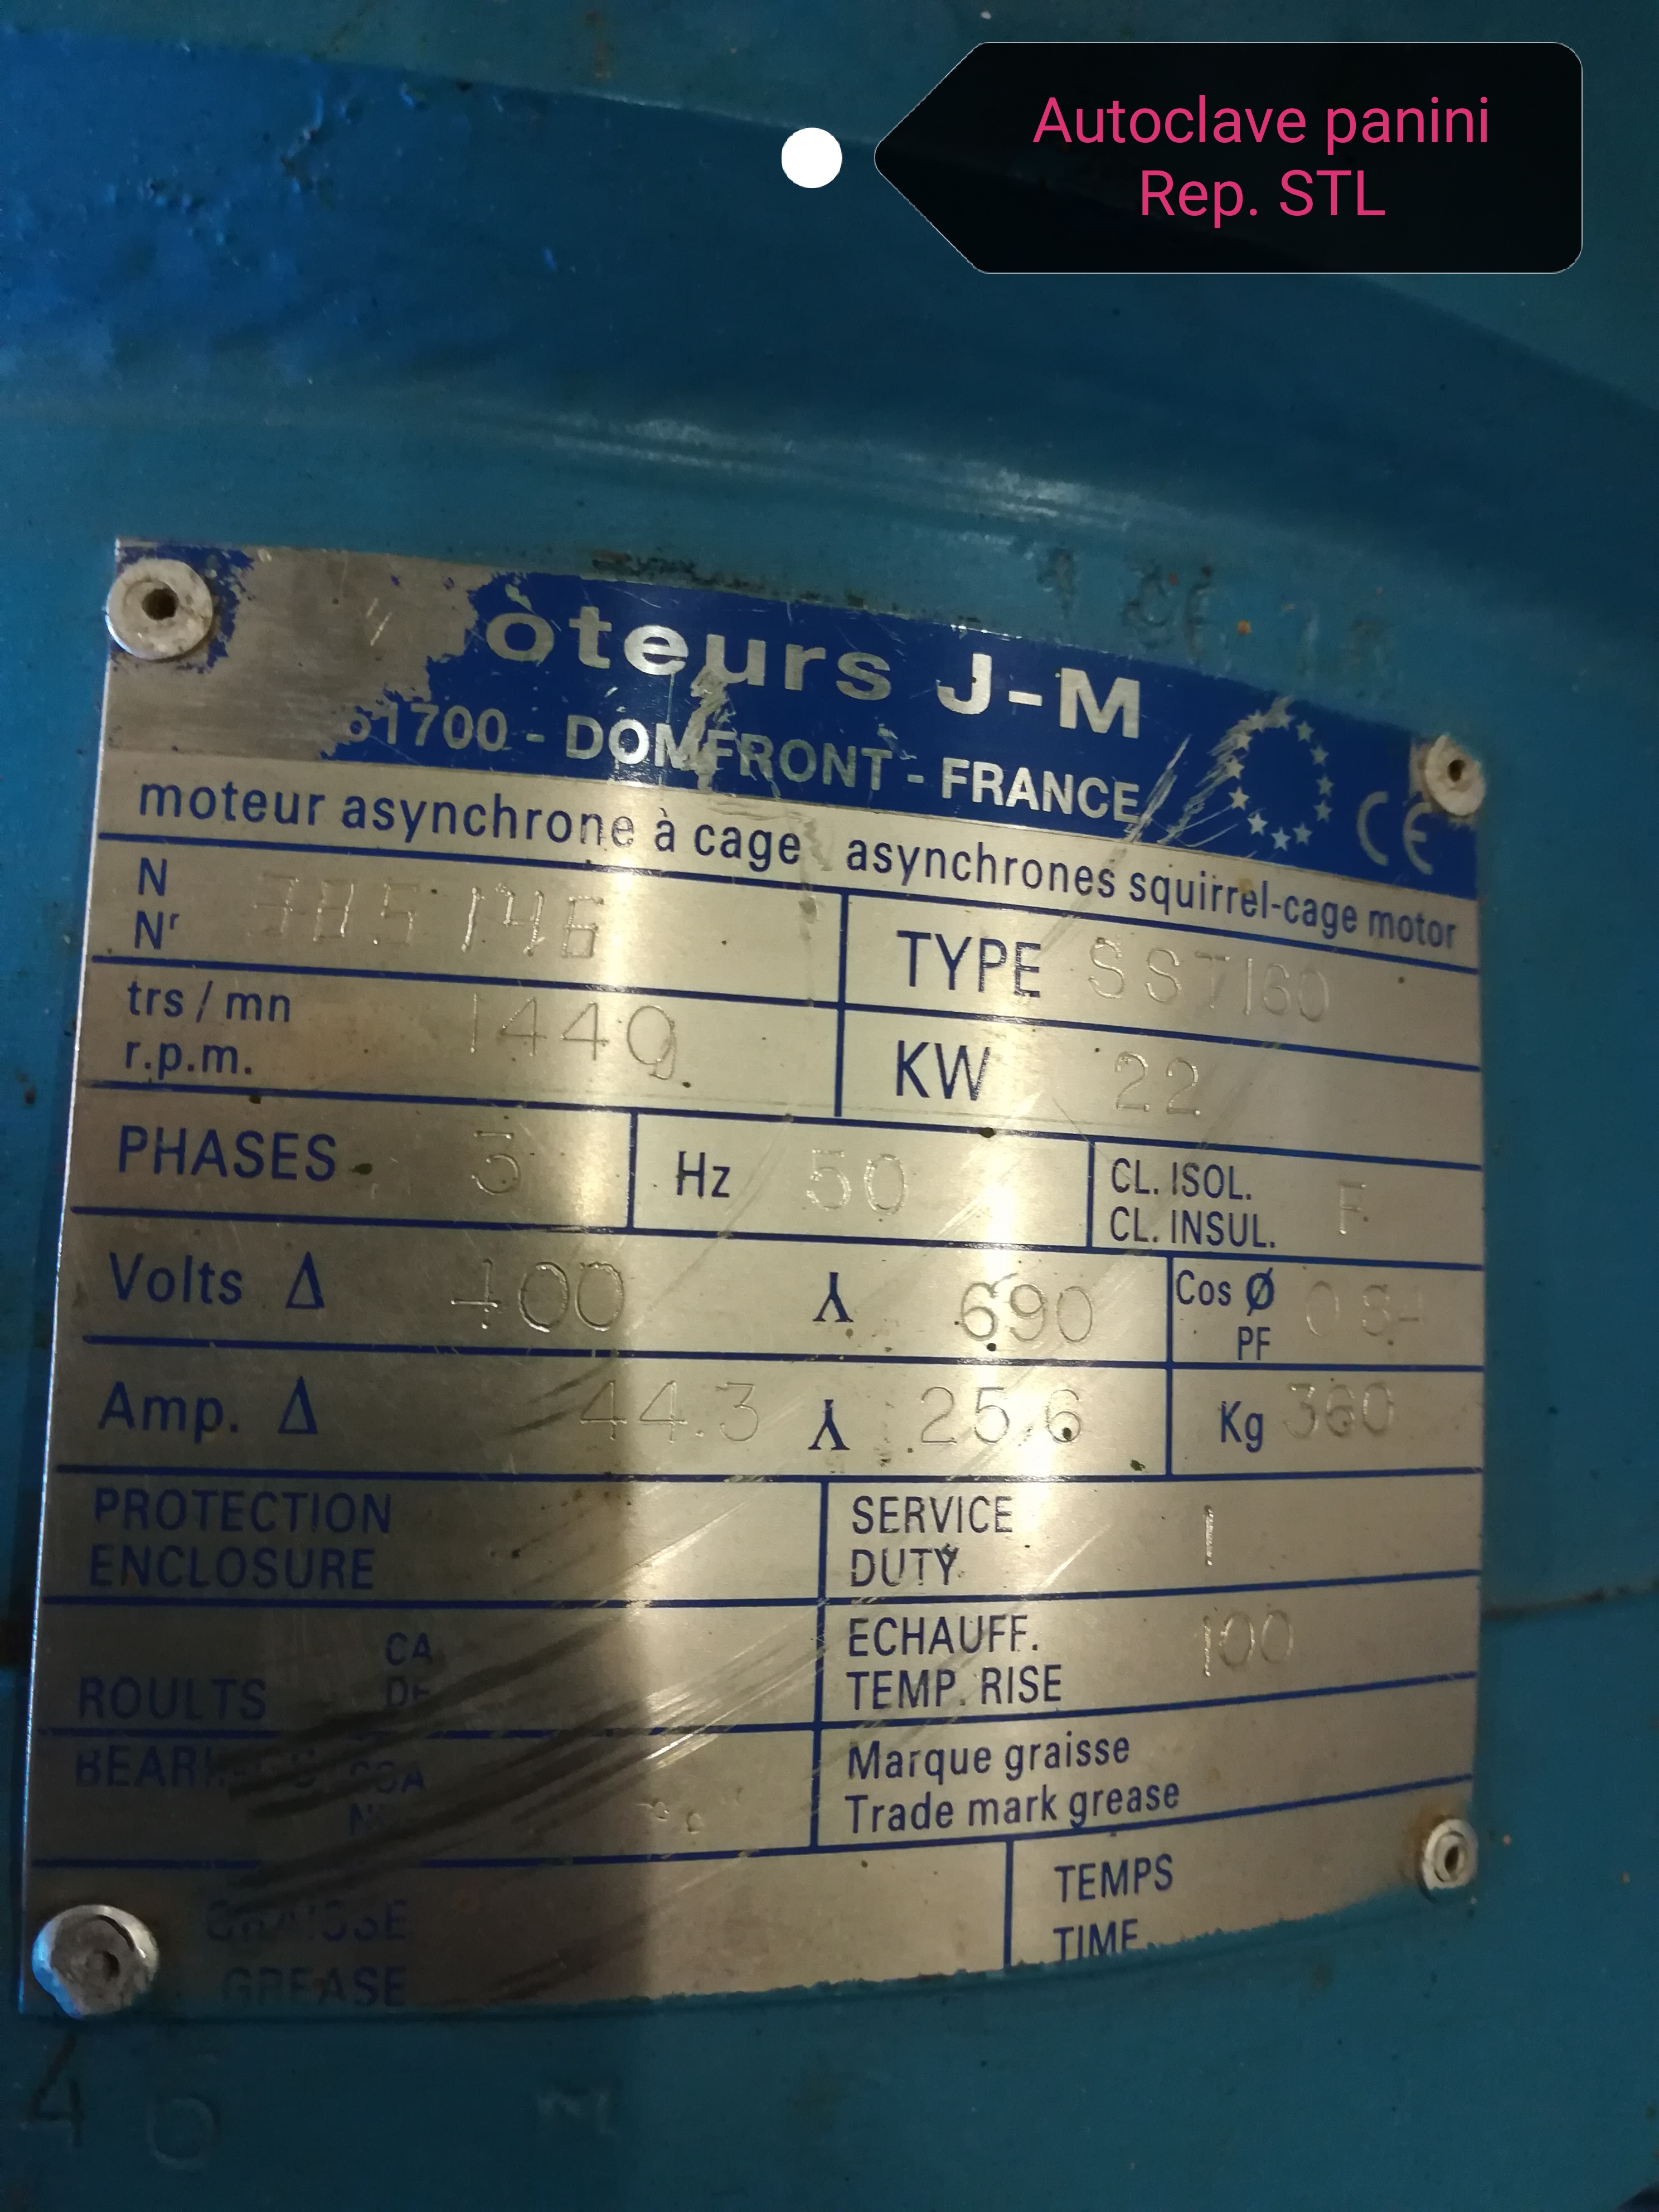 Autoclave panini
Rep. STL
òteurs J-M
61700 - DOMFRONT - FRANCE
CE
moteur asynchrone à cage asynchrones squirrel-cage motor
N
Nr
TYPE SST160
trs / mn
r.p.m. 1440
KW 22
PHASES 3
Hz 50
CL. ISOL.
CL. INSUL. F
Volts Δ 400 Y 690
Cos Ø
PF
Amp. Δ 44.3 Y 25.6
Kg 360
PROTECTION
ENCLOSURE
SERVICE
DUTY
ROULTS CA
DE
ECHAUFF.
TEMP. RISE 100
Marque graisse
Trade mark grease
GREASE
TEMPS
TIME